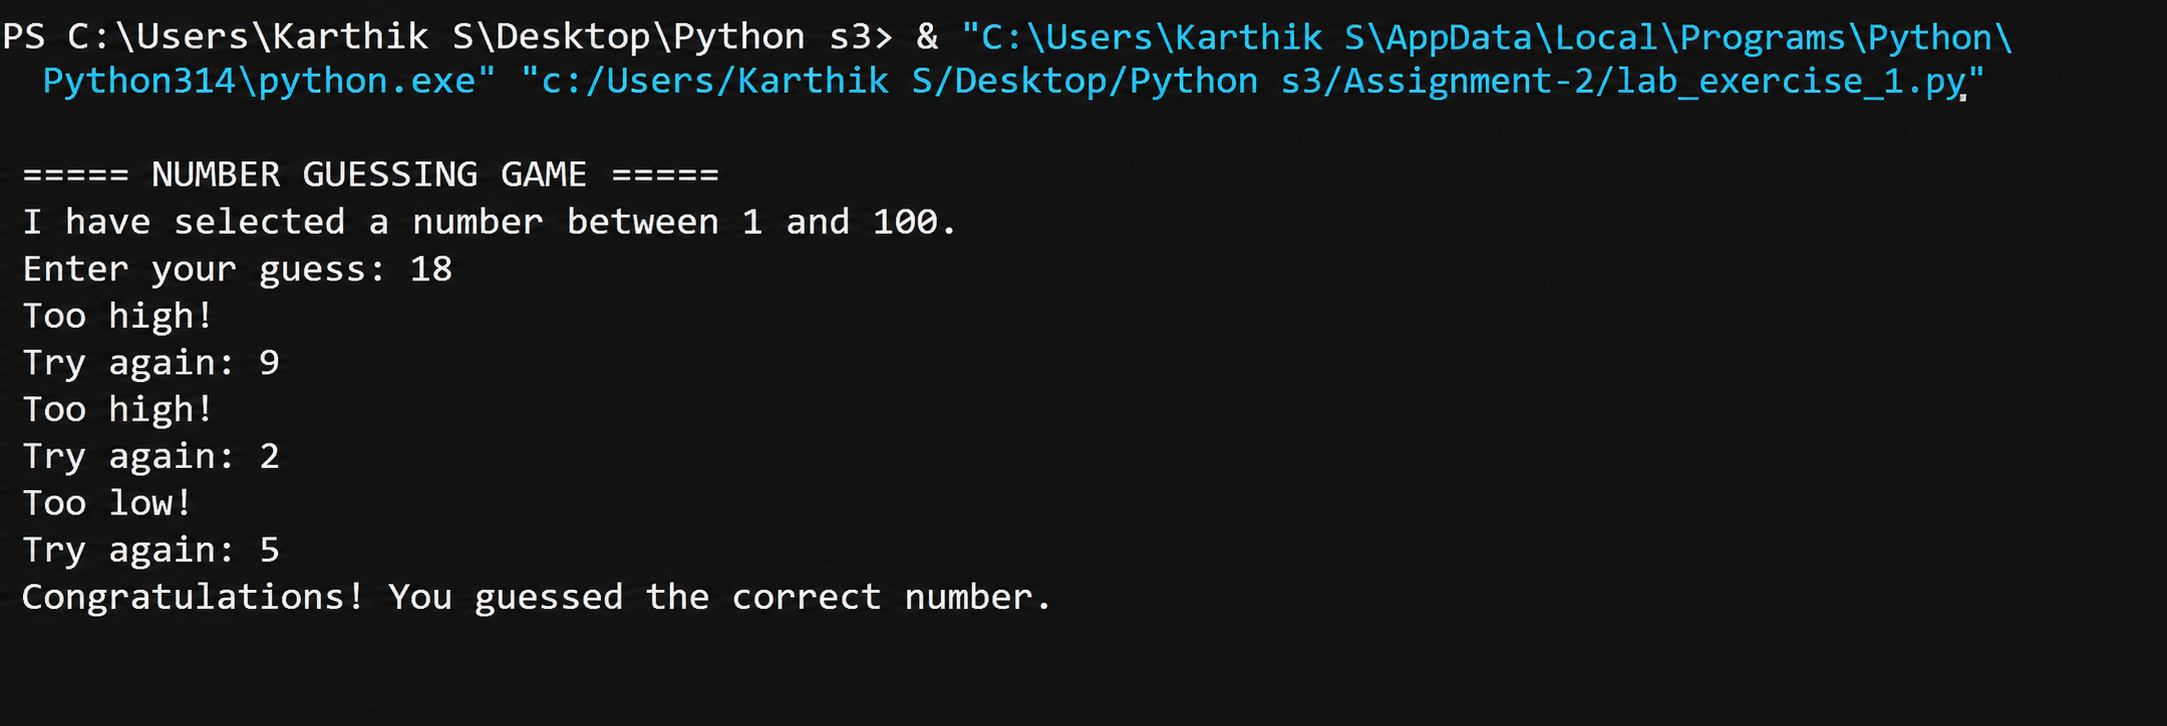 PS C:\Users\Karthik S\Desktop\Python s3> & "C:\Users\Karthik S\AppData\Local\Programs\Python\
Python314\python.exe" "c:/Users/Karthik S/Desktop/Python s3/Assignment-2/lab_exercise_1.py"
===== NUMBER GUESSING GAME =====
I have selected a number between 1 and 100.
Enter your guess: 18
Too high!
Try again: 9
Too high!
Try again: 2
Too low!
Try again: 5
Congratulations! You guessed the correct number.